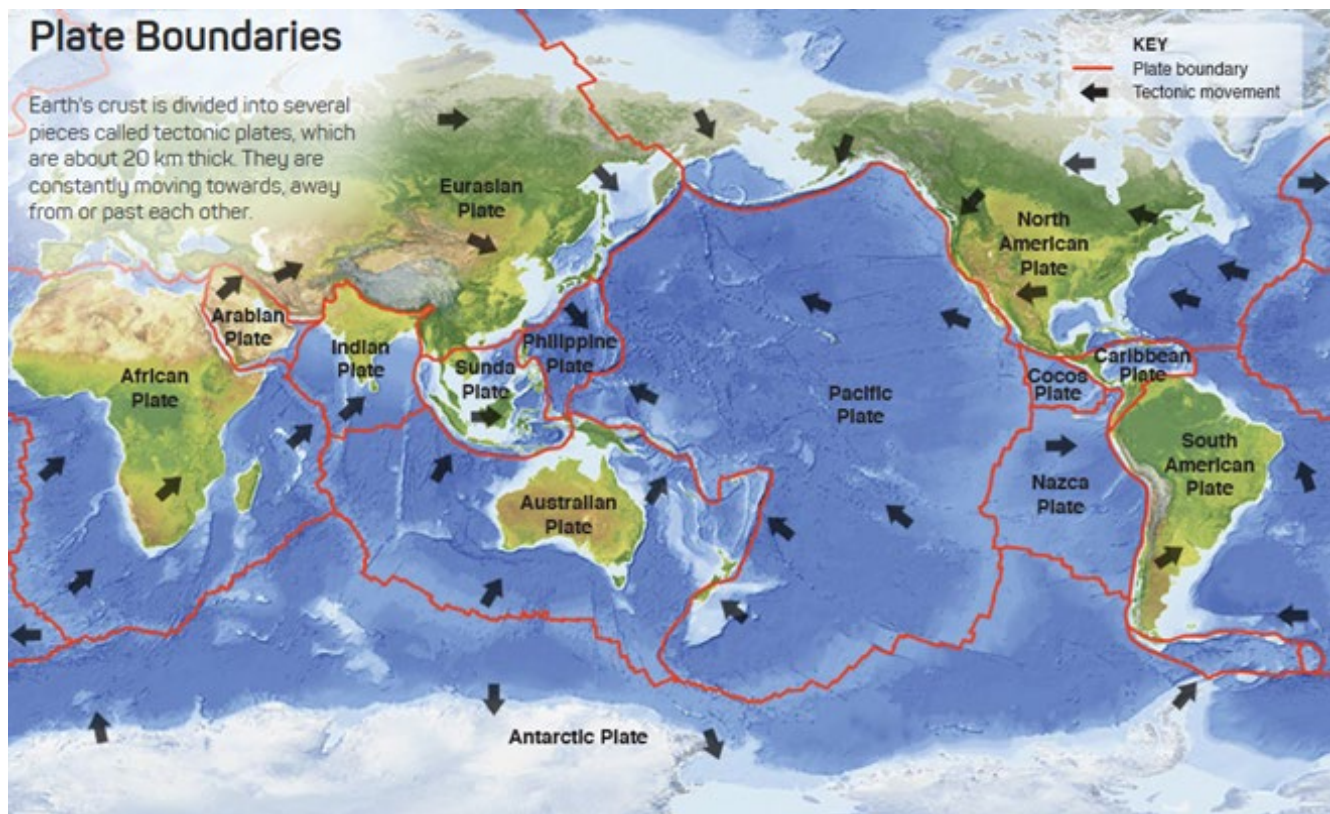 Plate Boundaries
Earth's crust is divided into several
pieces called tectonic plates, which
are about 20 km thick. They are
constantly moving towards, away
from or past each other.
KEY
Plate boundary
Tectonic movement
Eurasian
Plate
North
American
Plate
Arabian
Plate
Indian
Plate
African
Plate
Sunda
Plate
Philippine
Plate
Pacific
Plate
Cocos
Plate
Caribbean
Plate
Australian
Plate
Nazca
Plate
South
American
Plate
Antarctic Plate